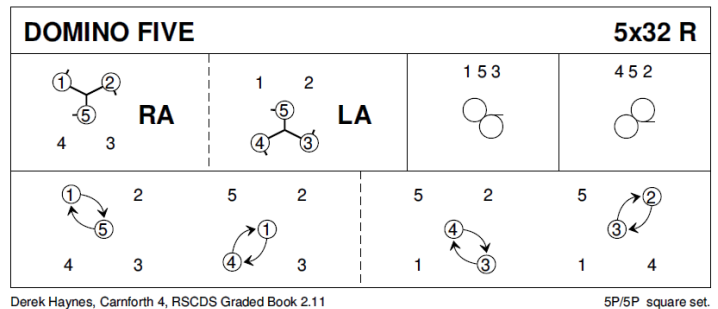 DOMINO FIVE 5x32 R
1 2 1 2 1 5 3 4 5 2
5 RA 5 LA
4 3 4 3
1 2 5 2 5 2 5 2
5 1 4 3
4 3 4 3 1 3 1 4
Derek Haynes, Carnforth 4, RSCDS Graded Book 2.11 5P/5P square set.